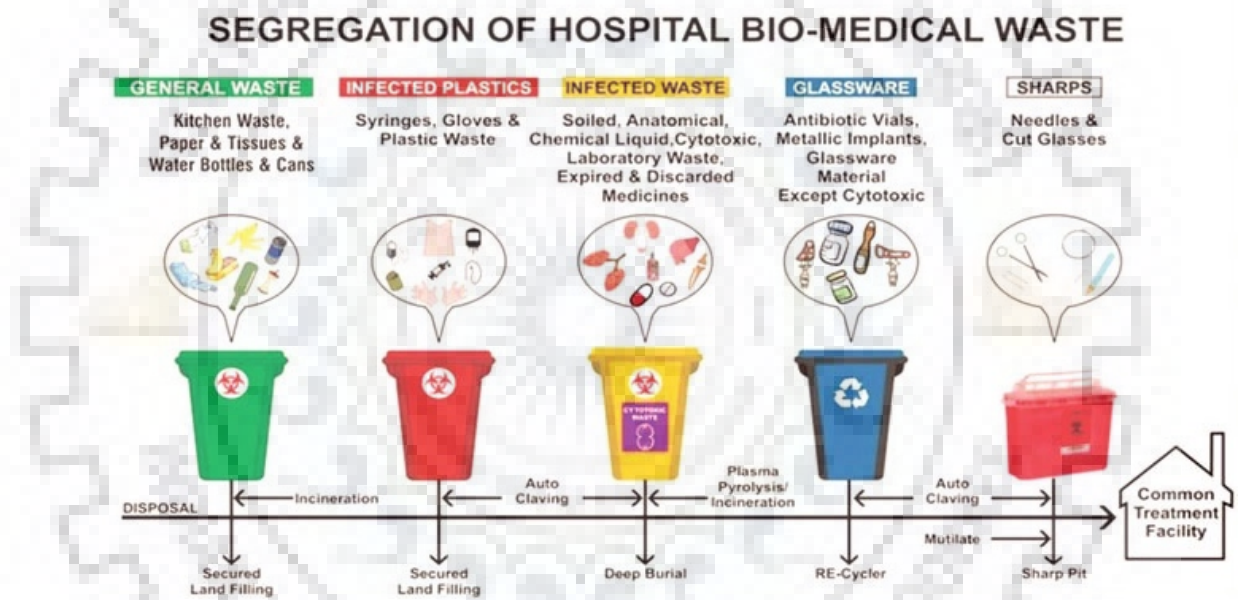 SEGREGATION OF HOSPITAL BIO-MEDICAL WASTE
GENERAL WASTE
Kitchen Waste,
Paper & Tissues &
Water Bottles & Cans
INFECTED PLASTICS
Syringes, Gloves &
Plastic Waste
INFECTED WASTE
Soiled, Anatomical,
Chemical Liquid,Cytotoxic,
Laboratory Waste,
Expired & Discarded
Medicines
GLASSWARE
Antibiotic Vials,
Metallic Implants,
Glassware
Material
Except Cytotoxic
SHARPS
Needles &
Cut Glasses
CYTOTOXIC
WASTE
DISPOSAL
Incineration
Auto
Claving
Plasma
Pyrolysis/
Incineration
Auto
Claving
Mutilate
Common
Treatment
Facility
Secured
Land Filling
Secured
Land Filling
Deep Burial
RE-Cycler
Sharp Pit